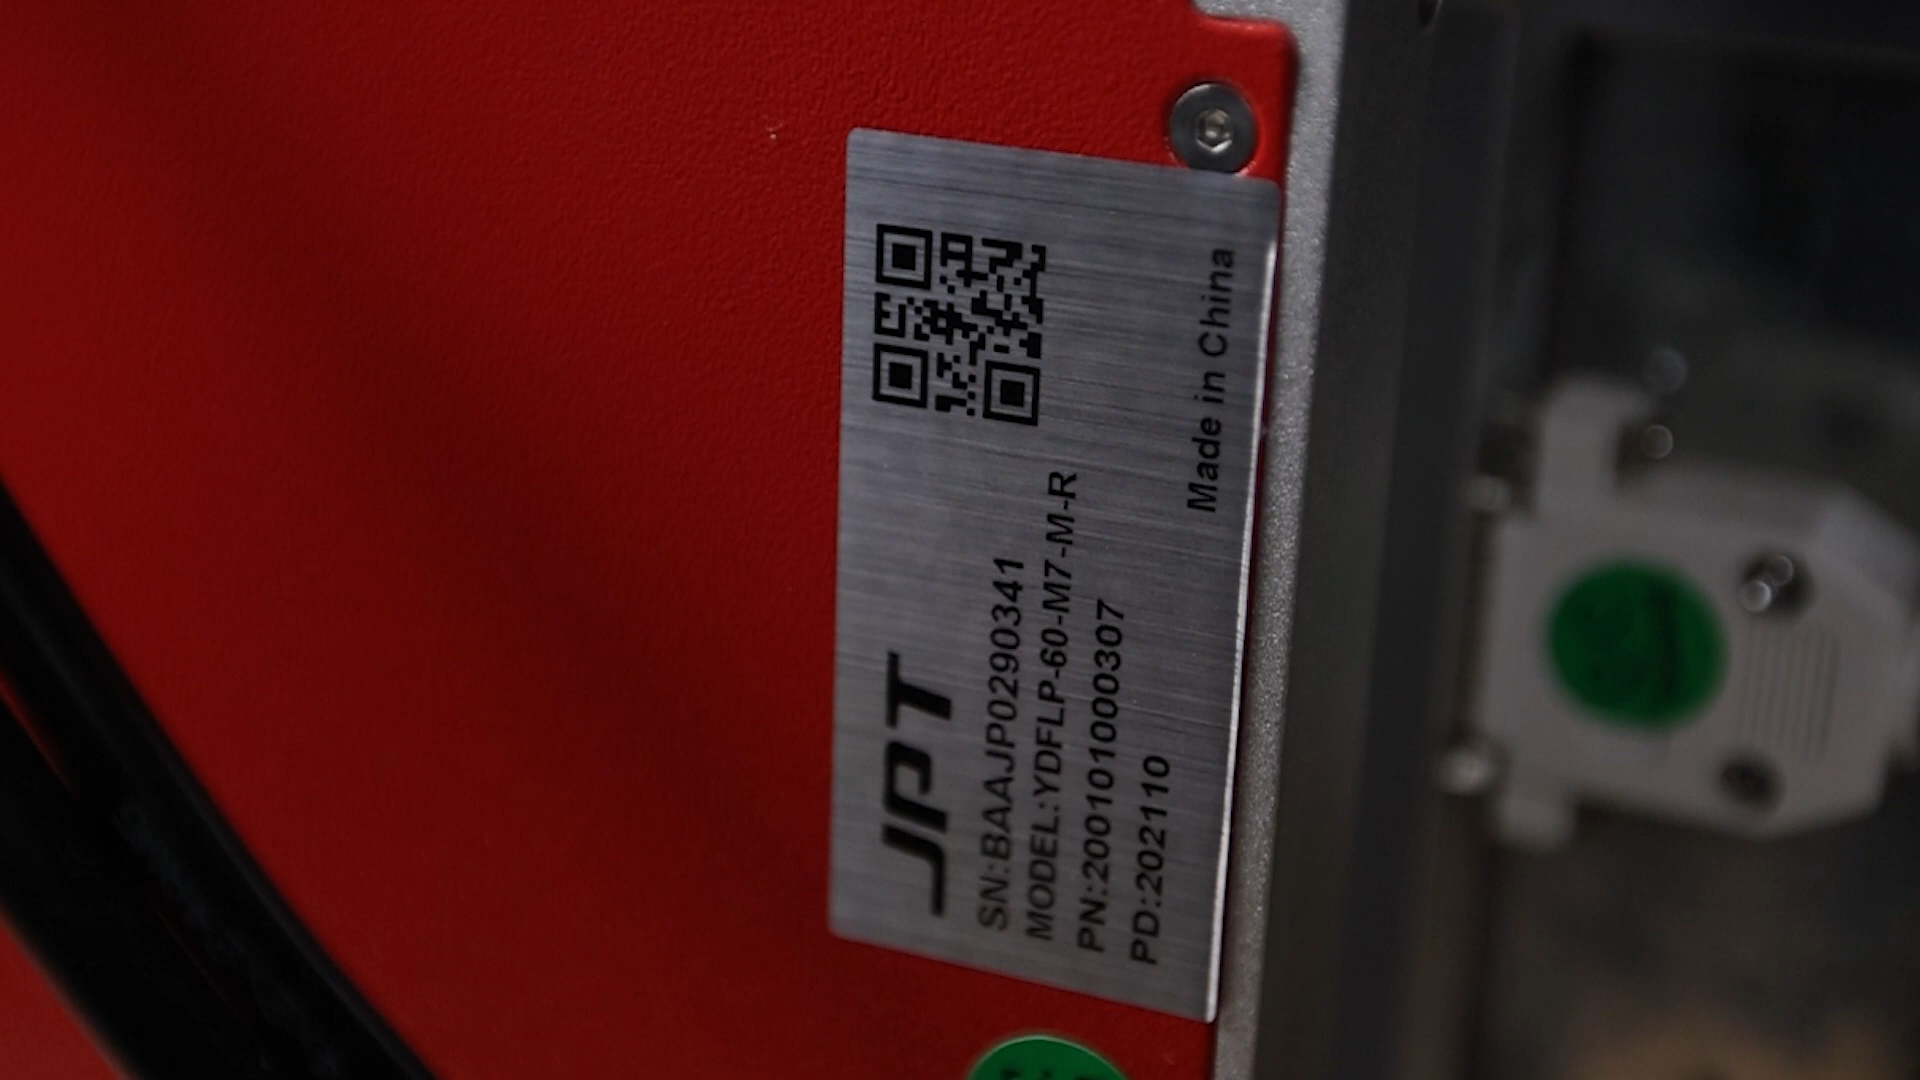 JPT
SN:BAAJP0290341
MODEL:YDFLP-60-M7-M-R
PN:2001010000307
PD:202110
Made in China